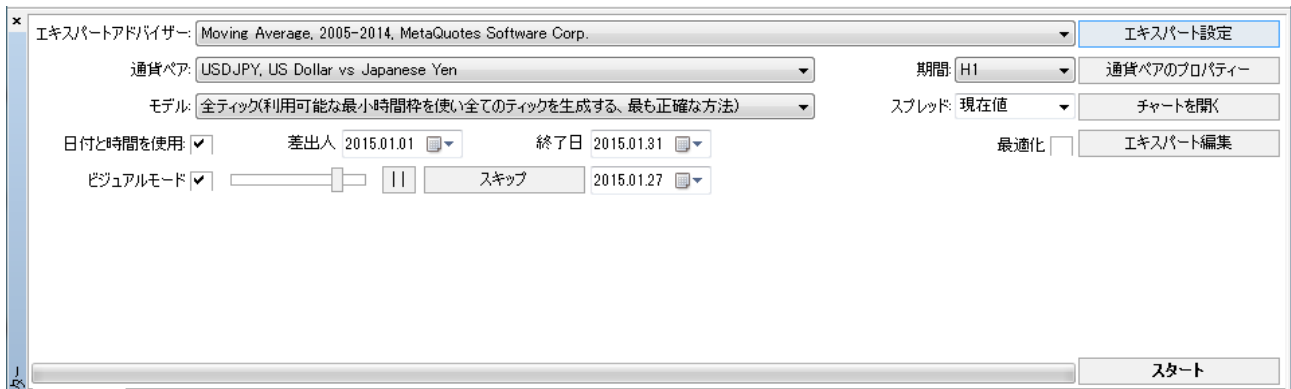 エキスパートアドバイザー: Moving Average, 2005-2014, MetaQuotes Software Corp. エキスパート設定
通貨ペア: USDJPY, US Dollar vs Japanese Yen 期間: H1 通貨ペアのプロパティー
モデル: 全ティック(利用可能な最小時間枠を使い全てのティックを生成する、最も正確な方法) スプレッド: 現在値 チャートを開く
日付と時間を使用: 差出人 2015.01.01 終了日 2015.01.31 最適化 エキスパート編集
ビジュアルモード スキップ 2015.01.27
スタート